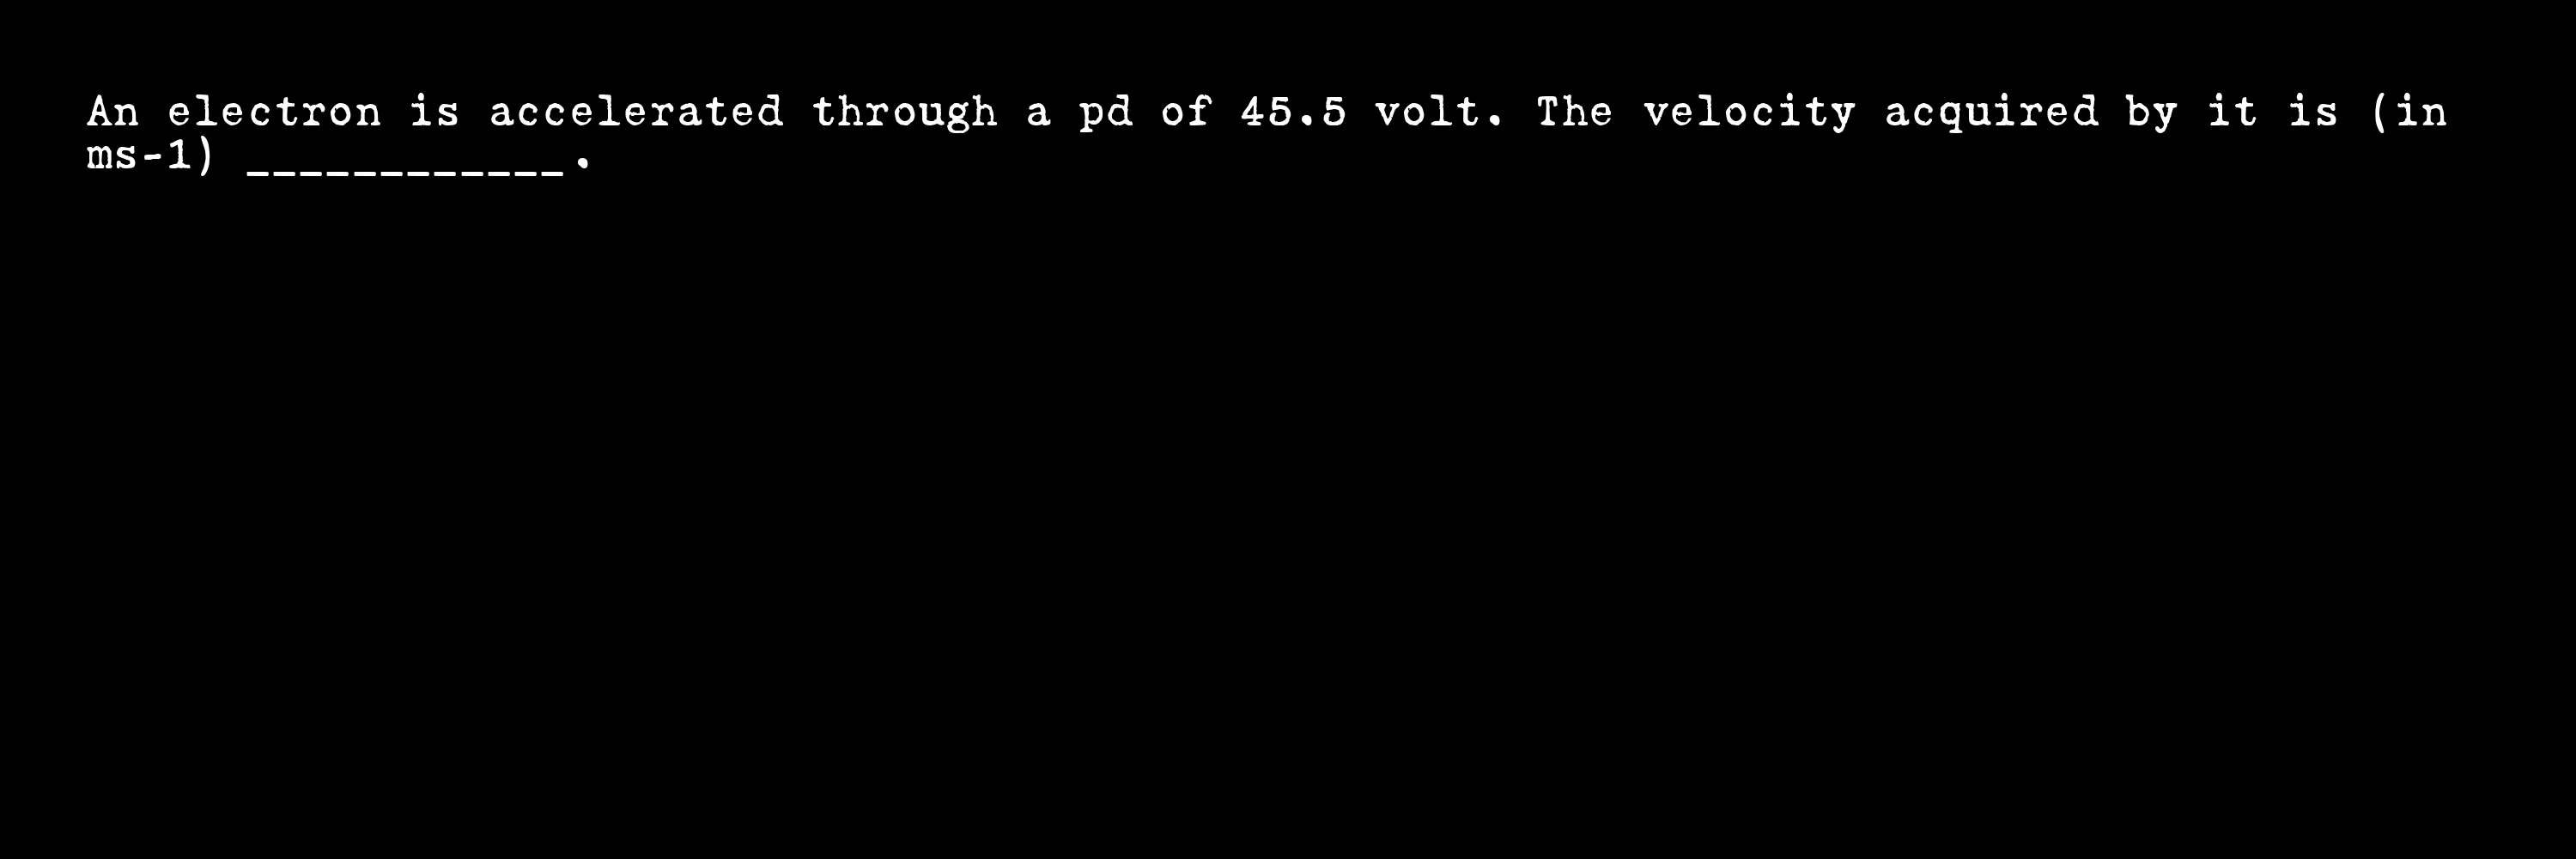 An electron is accelerated through a pd of 45.5 volt. The velocity acquired by it is (in
ms-1) ____________.